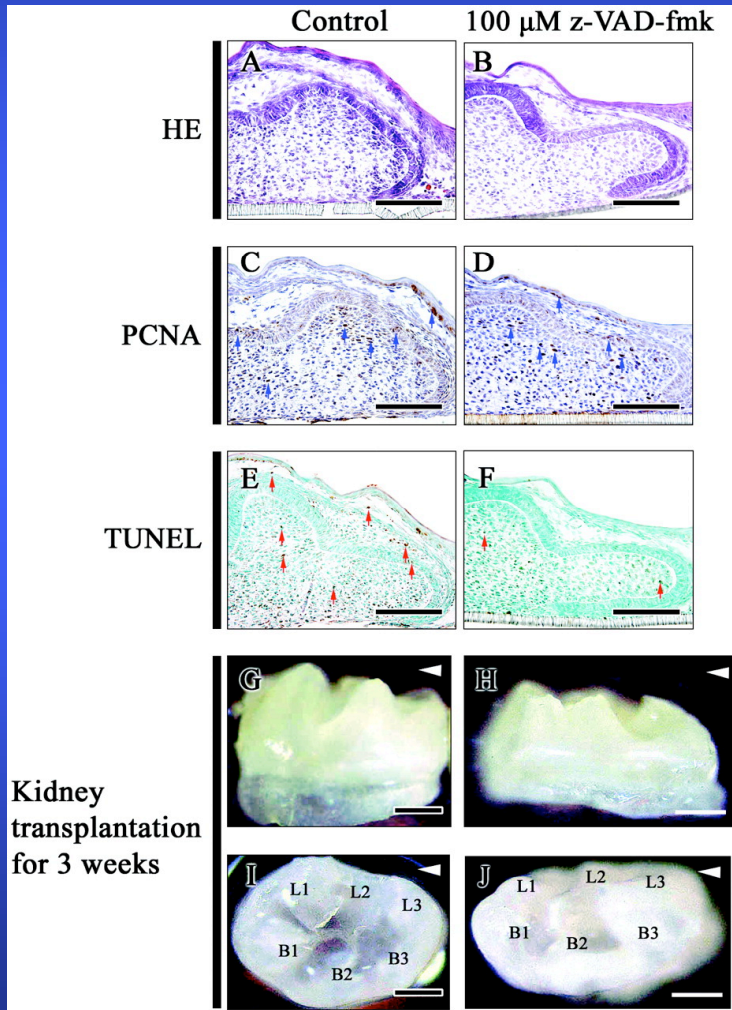 Control 100 μM z-VAD-fmk
HE
A B
PCNA
C D
TUNEL
E F
Kidney
transplantation
for 3 weeks
G H
I J
L1 L2 L3 L1 L2 L3
B1 B2 B3 B1 B2 B3